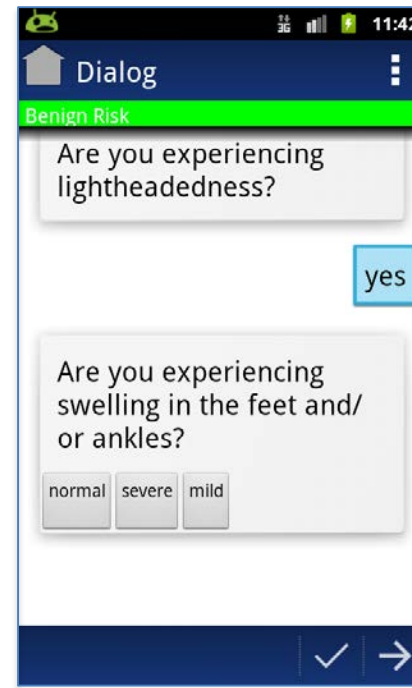 3G 11:42
Dialog
Benign Risk
Are you experiencing
lightheadedness?
yes
Are you experiencing
swelling in the feet and/
or ankles?
normal severe mild